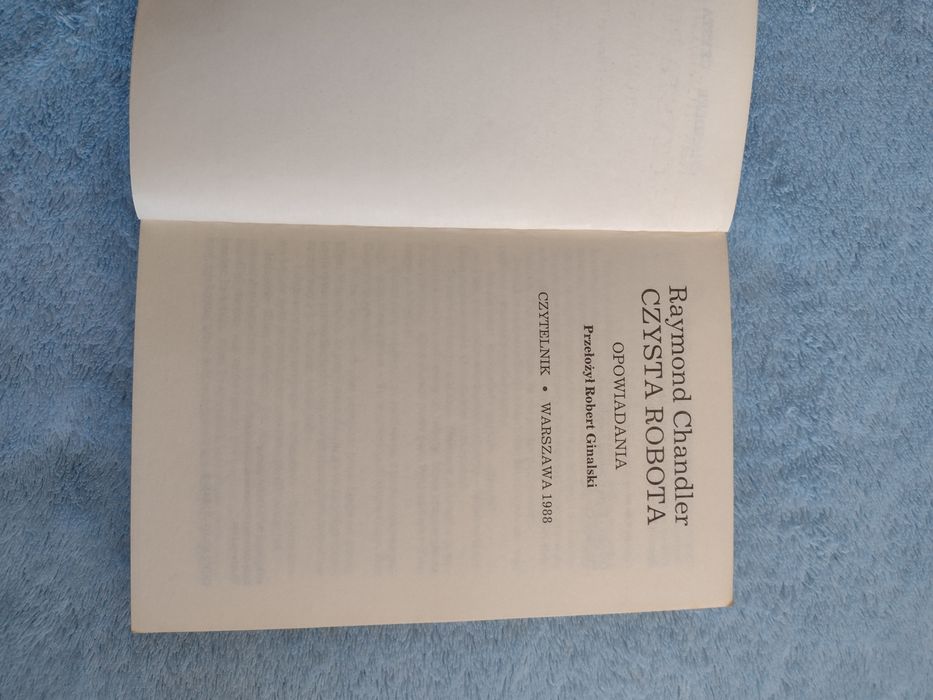 Raymond Chandler
CZYSTA ROBOTA
OPOWIADANIA
Przełożył Robert Ginalski
CZYTELNIK • WARSZAWA 1988